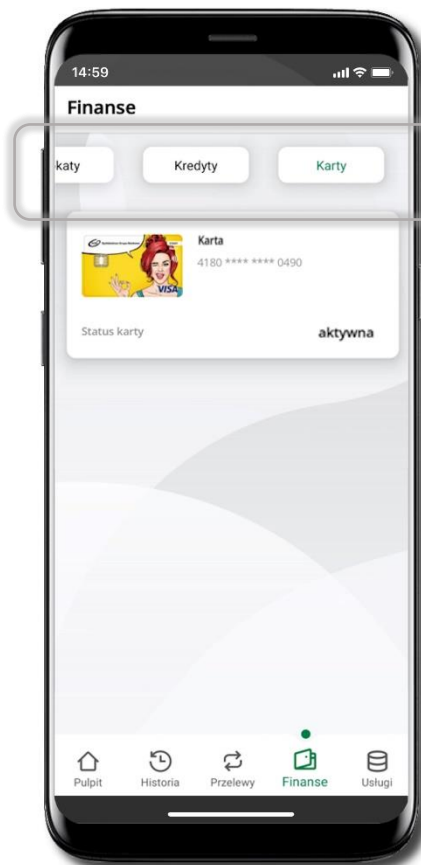 14:59
Finanse
katy
Kredyty
Karty
Karta
4180 **** **** 0490
VISA
Status karty
aktywna
Pulpit
Historia
Przelewy
Finanse
Usługi